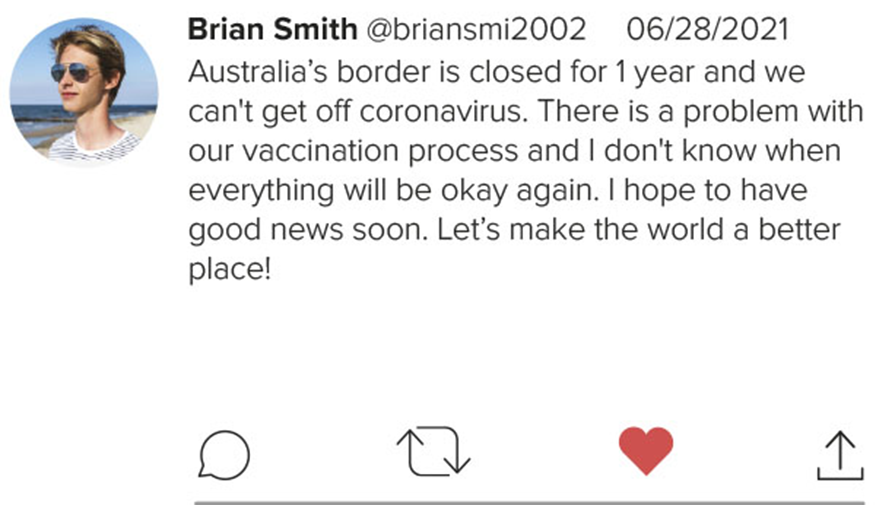 Brian Smith @briansmi2002 06/28/2021
Australia’s border is closed for 1 year and we
can't get off coronavirus. There is a problem with
our vaccination process and I don't know when
everything will be okay again. I hope to have
good news soon. Let’s make the world a better
place!